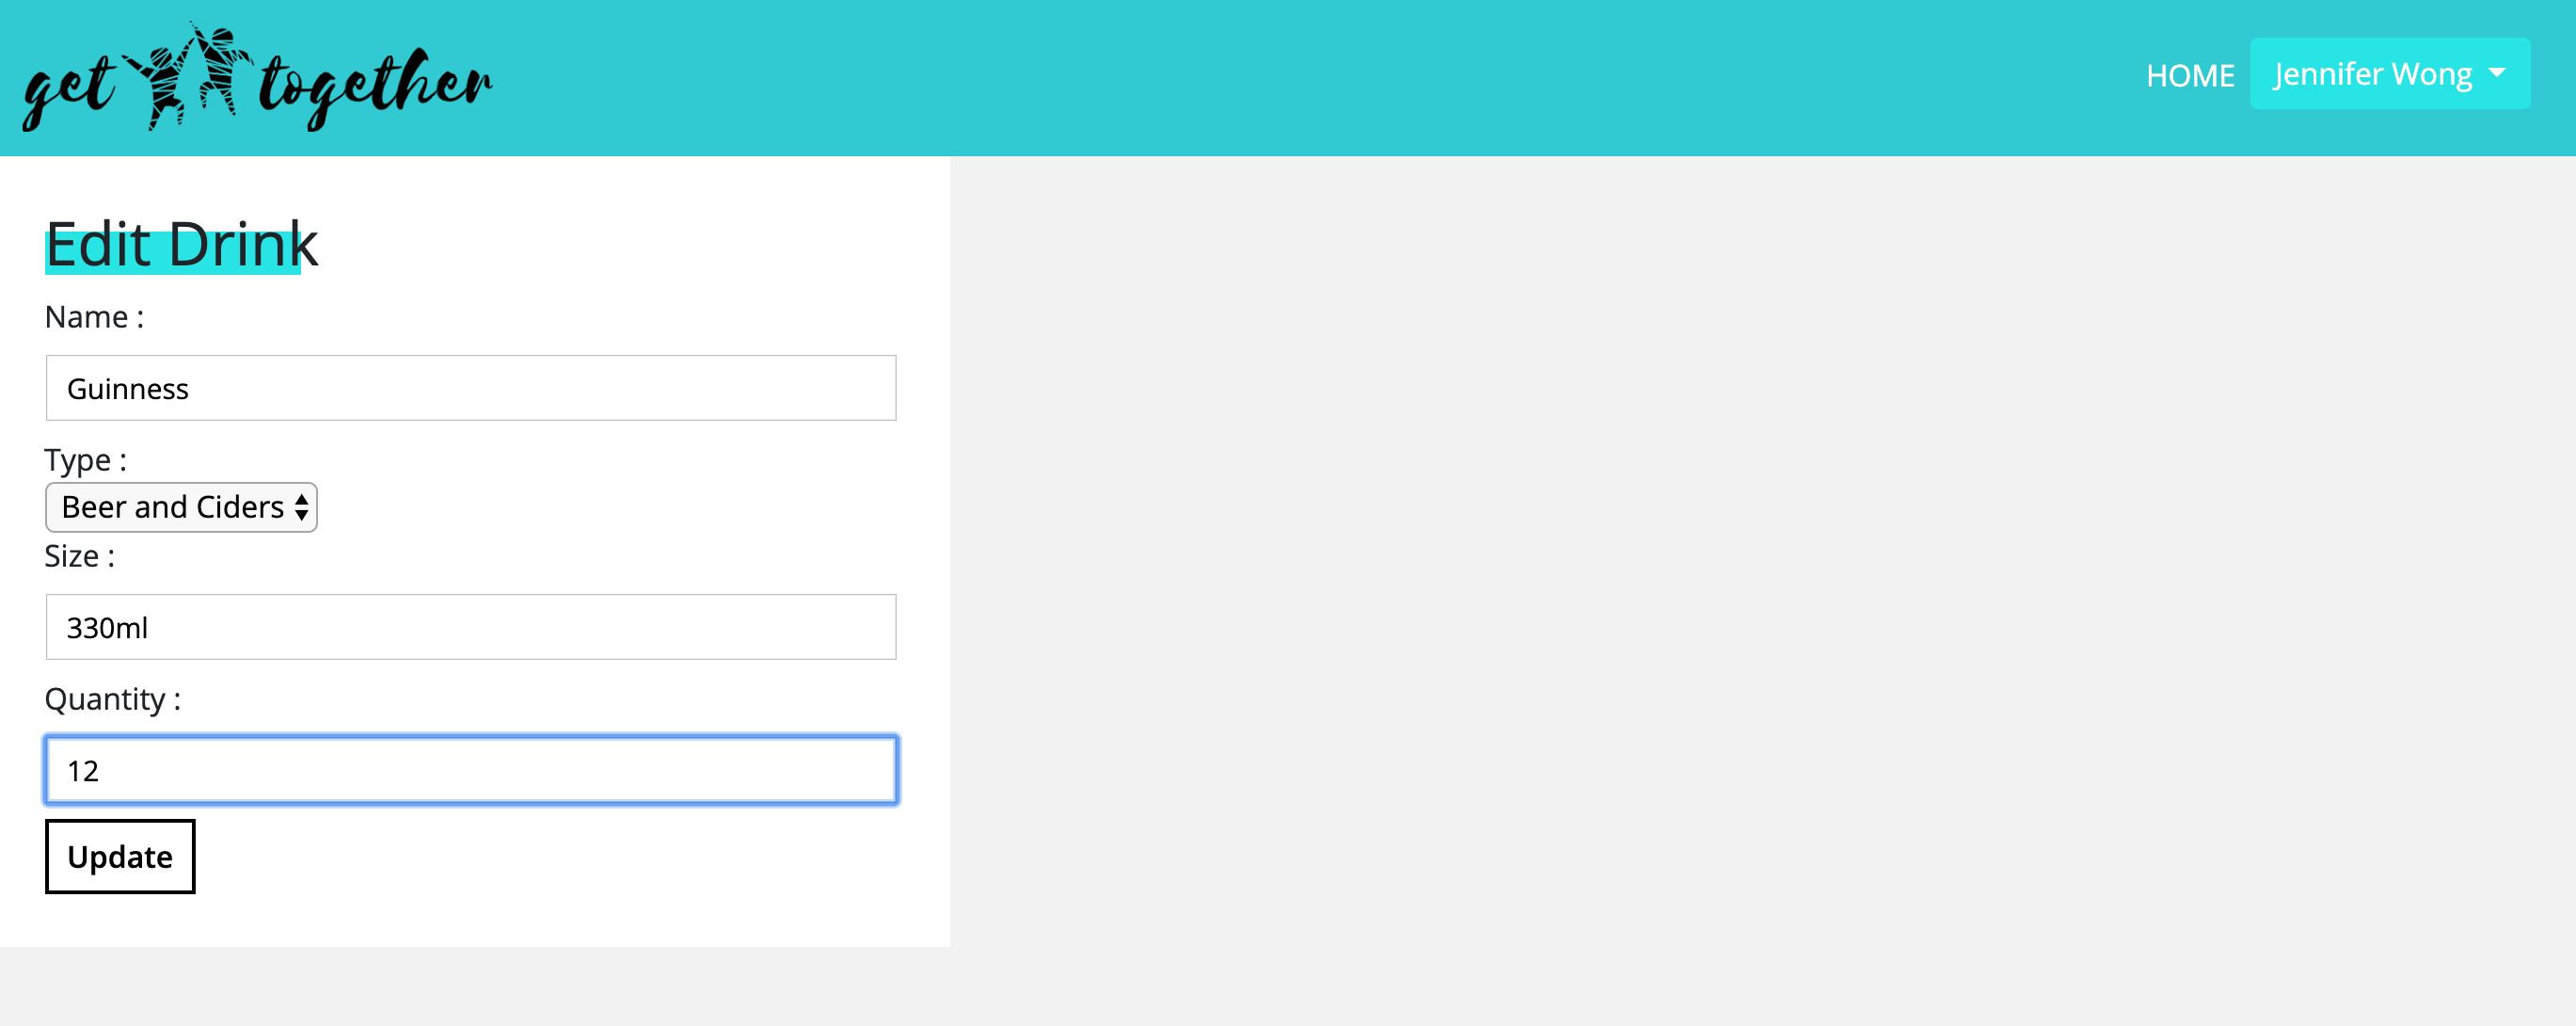 get together
HOME Jennifer Wong
Edit Drink
Name :
Guinness
Type :
Beer and Ciders
Size :
330ml
Quantity :
12
Update